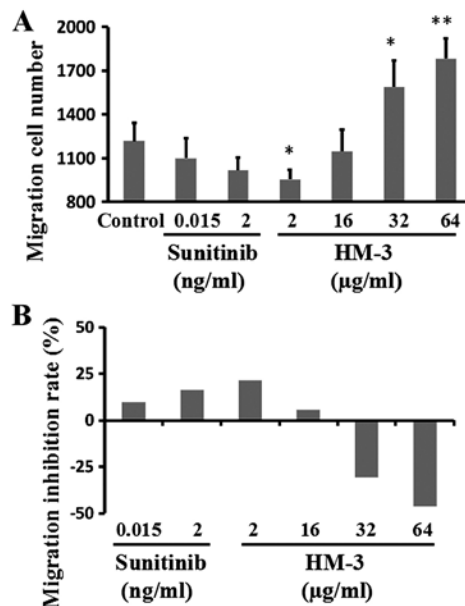 A
Migration cell number
2000
1700
1400
1100
800
*
*
**
Control 0.015 2 2 16 32 64
Sunitinib HM-3
(ng/ml) (μg/ml)
B
Migration inhibition rate (%)
50
25
0
-25
-50
0.015 2 2 16 32 64
Sunitinib HM-3
(ng/ml) (μg/ml)